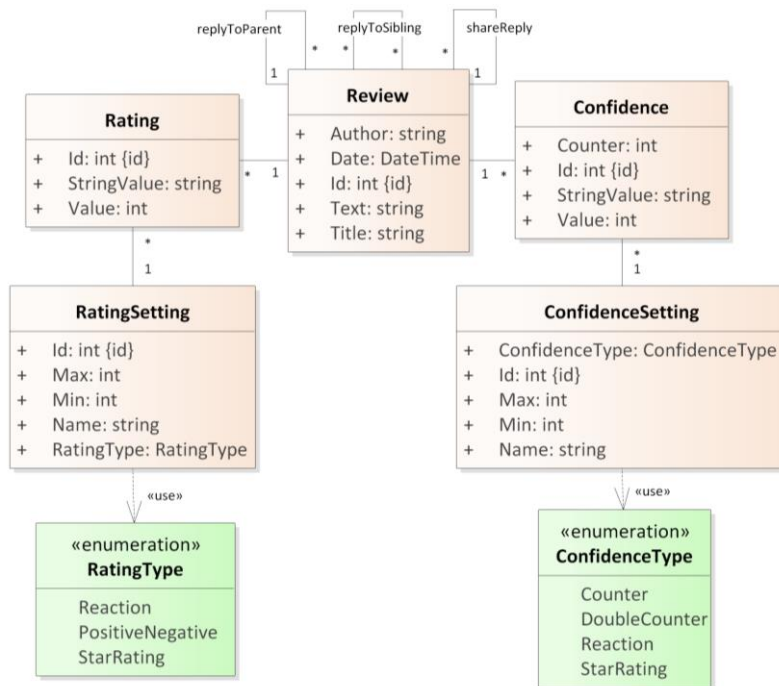 replyToParent
replyToSibling
shareReply
* * * *
1 1
Review
+ Author: string
+ Date: DateTime
+ Id: int {id}
+ Text: string
+ Title: string
Rating
+ Id: int {id}
+ StringValue: string
+ Value: int
* 1
Confidence
+ Counter: int
+ Id: int {id}
+ StringValue: string
+ Value: int
1 *
*
1
*
1
RatingSetting
+ Id: int {id}
+ Max: int
+ Min: int
+ Name: string
+ RatingType: RatingType
ConfidenceSetting
+ ConfidenceType: ConfidenceType
+ Id: int {id}
+ Max: int
+ Min: int
+ Name: string
«use»
«use»
«enumeration»
RatingType
Reaction
PositiveNegative
StarRating
«enumeration»
ConfidenceType
Counter
DoubleCounter
Reaction
StarRating